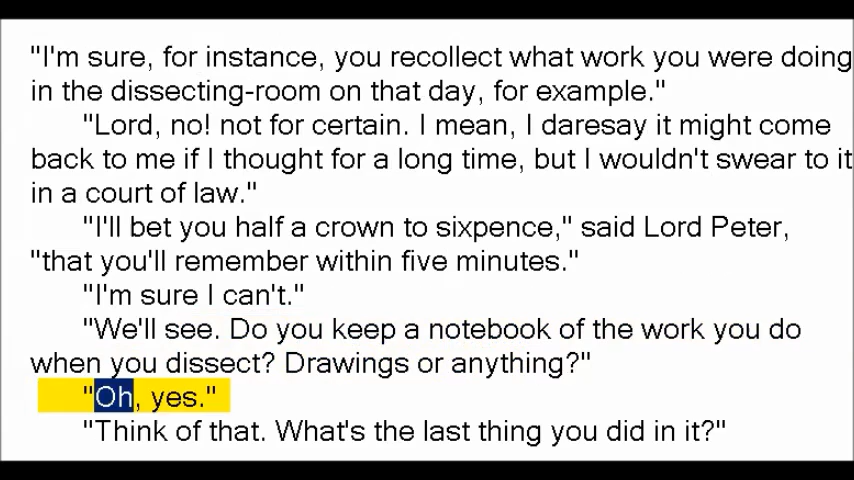 "I'm sure, for instance, you recollect what work you were doing
in the dissecting-room on that day, for example."
"Lord, no! not for certain. I mean, I daresay it might come
back to me if I thought for a long time, but I wouldn't swear to it
in a court of law."
"I'll bet you half a crown to sixpence," said Lord Peter,
"that you'll remember within five minutes."
"I'm sure I can't."
"We'll see. Do you keep a notebook of the work you do
when you dissect? Drawings or anything?"
"Oh, yes."
"Think of that. What's the last thing you did in it?"